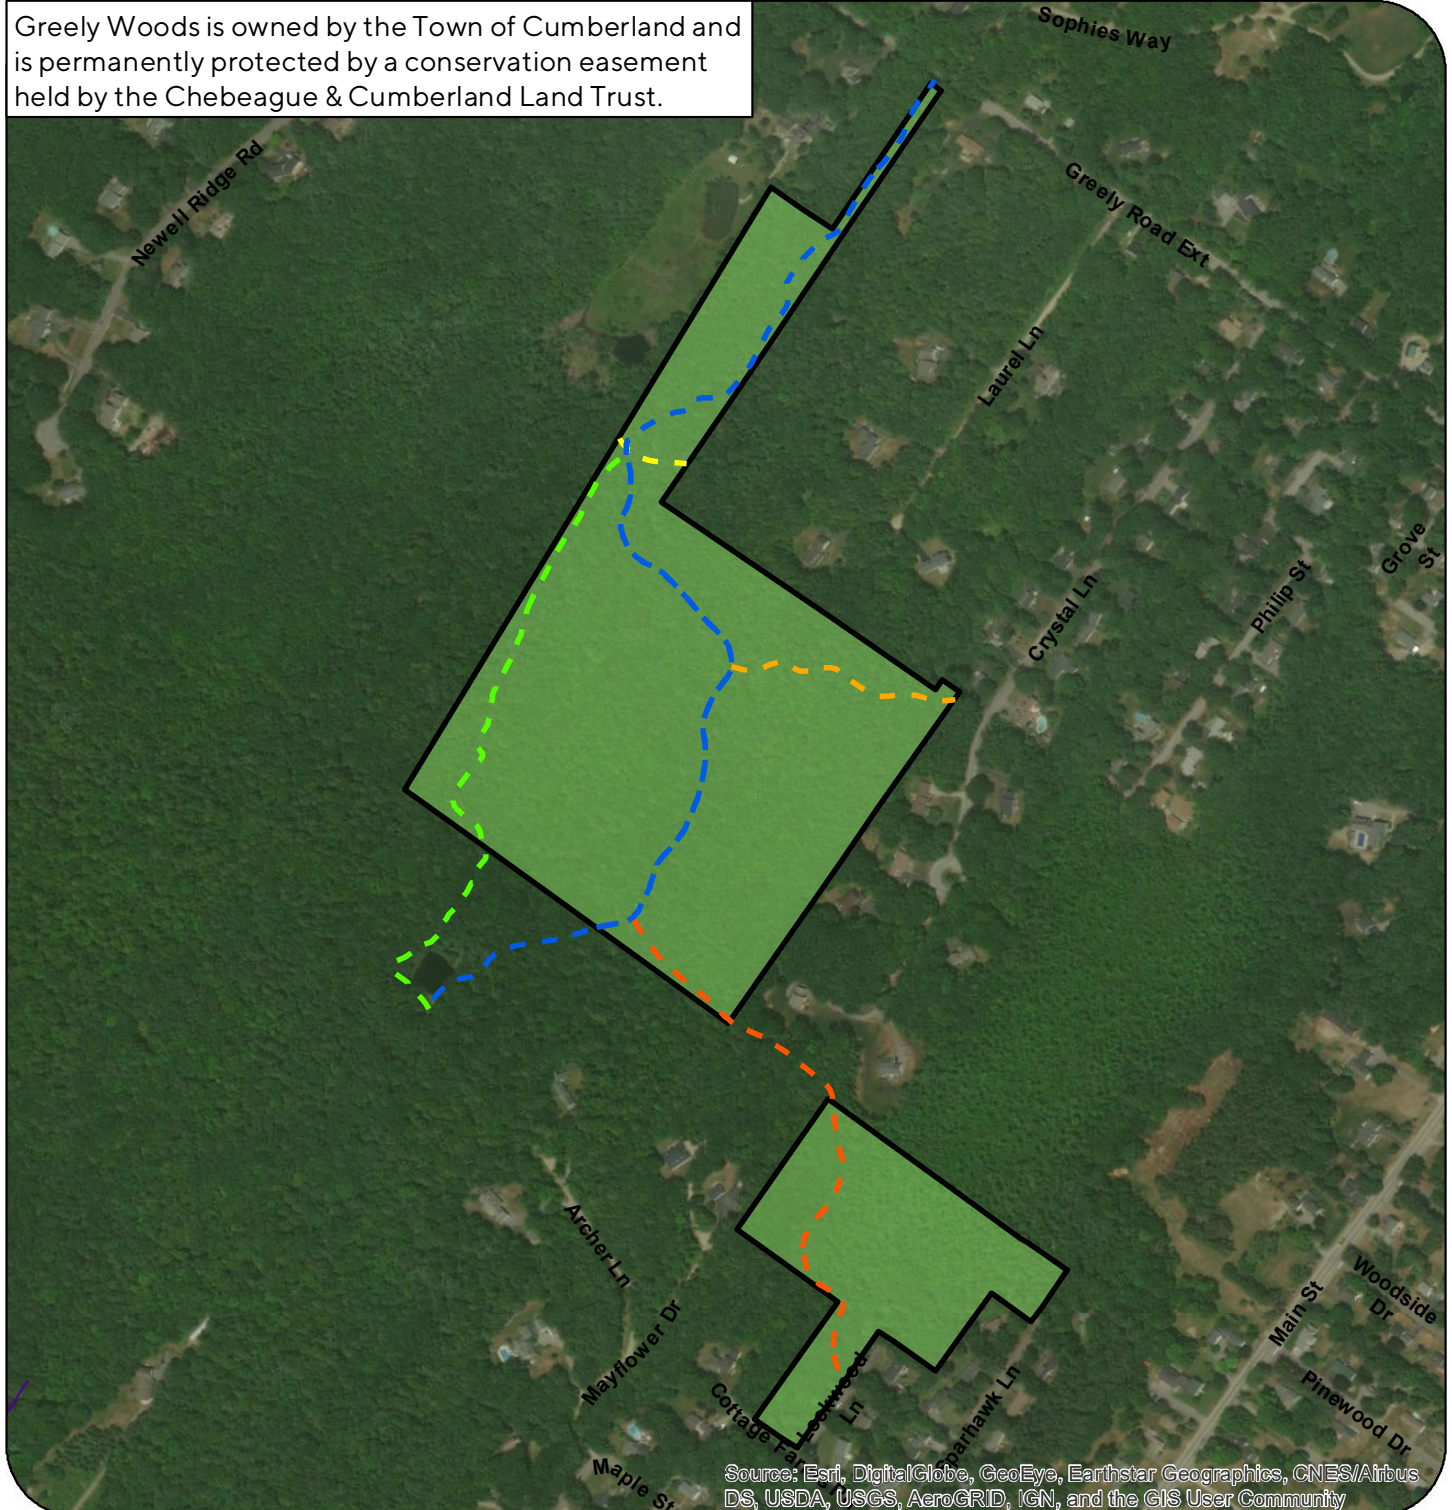 Greely Woods is owned by the Town of Cumberland and
is permanently protected by a conservation easement
held by the Chebeague & Cumberland Land Trust.
Sophies Way
Newell Ridge Rd
Greely Road Ext
Laurel Ln
Grove
St
Philip St
Crystal Ln
Archer Ln
Mayflower Dr
Woodside
Dr
Main St
Pinewood Dr
Lockwood
Ln
Sparhawk Ln
Cottage
Maple St
Source: Esri, DigitalGlobe, GeoEye, Earthstar Geographics, CNES/Airbus
DS, USDA, USGS, AeroGRID, IGN, and the GIS User Community